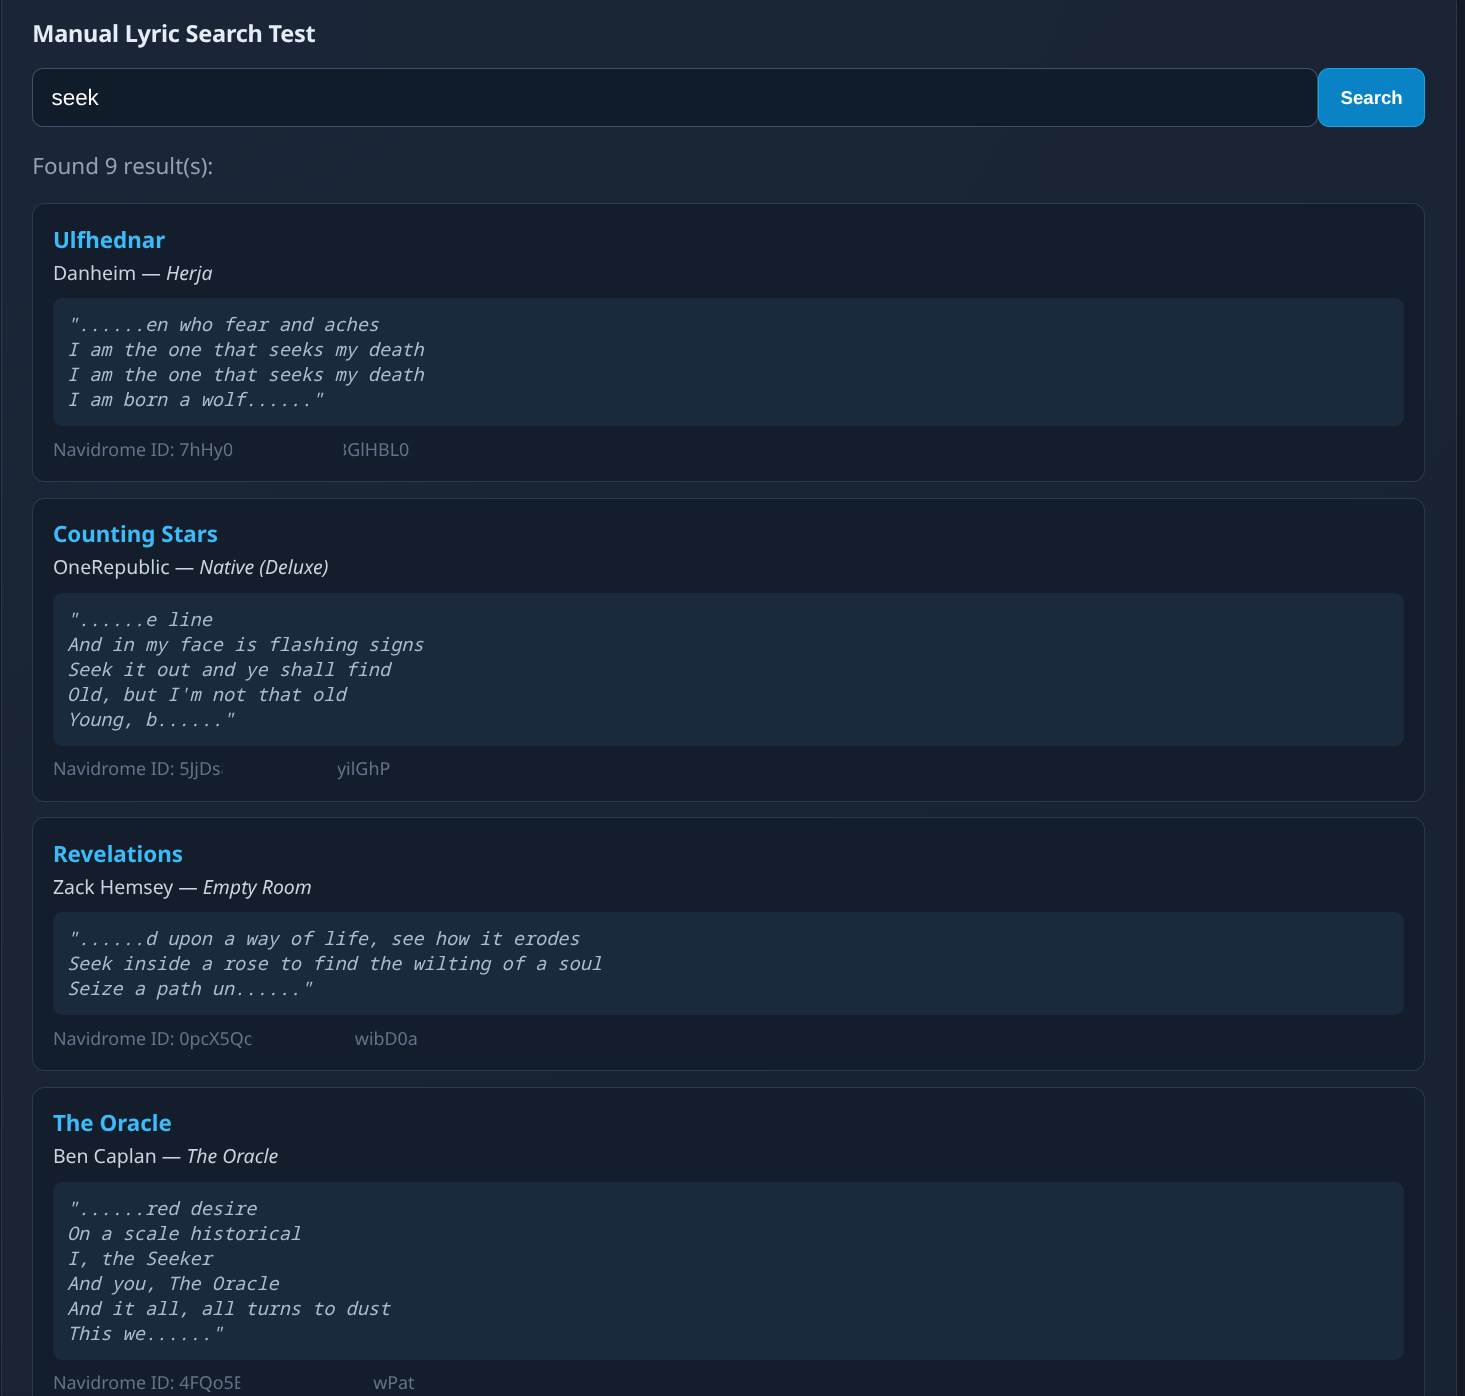 Manual Lyric Search Test
seek
Search
Found 9 result(s):
Ulfhednar
Danheim — Herja
"......en who fear and aches
I am the one that seeks my death
I am the one that seeks my death
I am born a wolf......"
Navidrome ID: 7hHy0 GlHBL0
Counting Stars
OneRepublic — Native (Deluxe)
"......e line
And in my face is flashing signs
Seek it out and ye shall find
Old, but I'm not that old
Young, b......"
Navidrome ID: 5JjDs yilGhP
Revelations
Zack Hemsey — Empty Room
"......d upon a way of life, see how it erodes
Seek inside a rose to find the wilting of a soul
Seize a path un......"
Navidrome ID: 0pcX5Qc wibD0a
The Oracle
Ben Caplan — The Oracle
"......red desire
On a scale historical
I, the Seeker
And you, The Oracle
And it all, all turns to dust
This we......"
Navidrome ID: 4FQo5 wPat